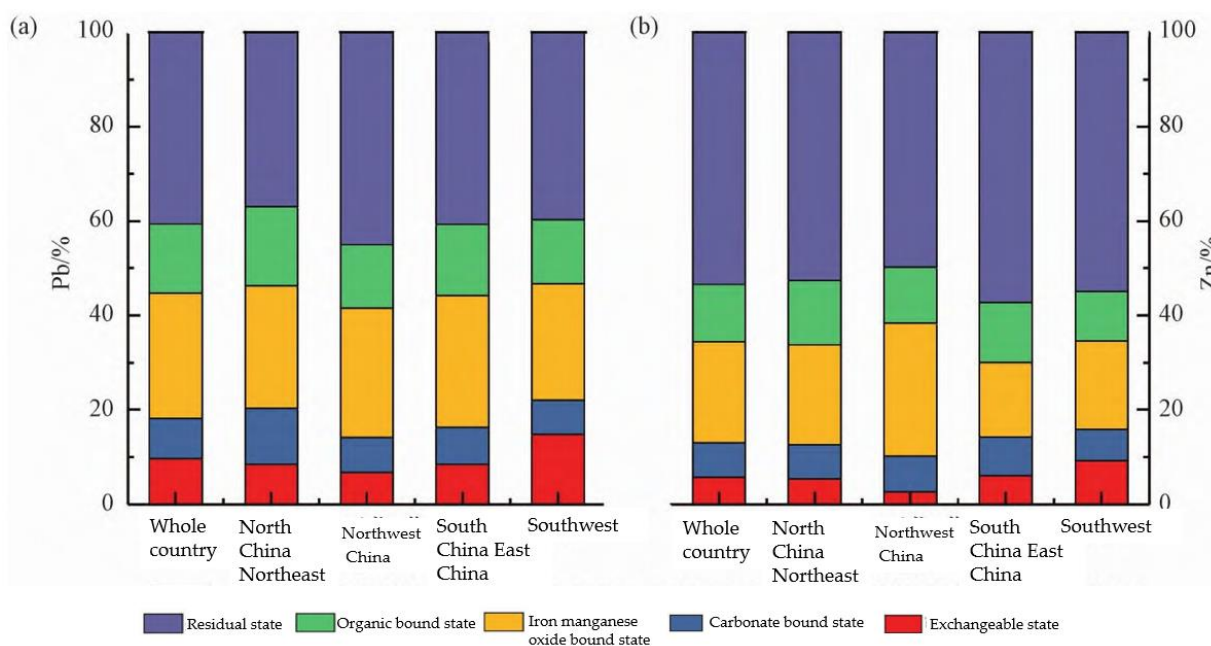 (a)
100
80
60
40
20
0
Pb/%
Whole
country
North
China
Northeast
Northwest
China
South
China East
China
Southwest
(b)
100
80
60
40
20
0
Zn/%
Whole
country
North
China
Northeast
Northwest
China
South
China East
China
Southwest
Residual state
Organic bound state
Iron manganese
oxide bound state
Carbonate bound state
Exchangeable state